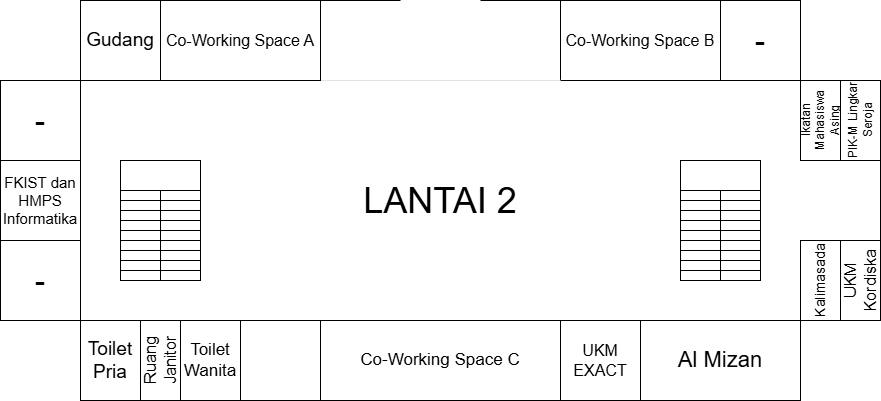 Gudang
Co-Working Space A
Co-Working Space B
-
-
Ikatan
Mahasiswa
Asing
PIK-M Lingkar
Seroja
FKIST dan
HMPS
Informatika
LANTAI 2
-
Kalimasada
UKM
Kordiska
Toilet
Pria
Ruang
Janitor
Toilet
Wanita
Co-Working Space C
UKM
EXACT
Al Mizan